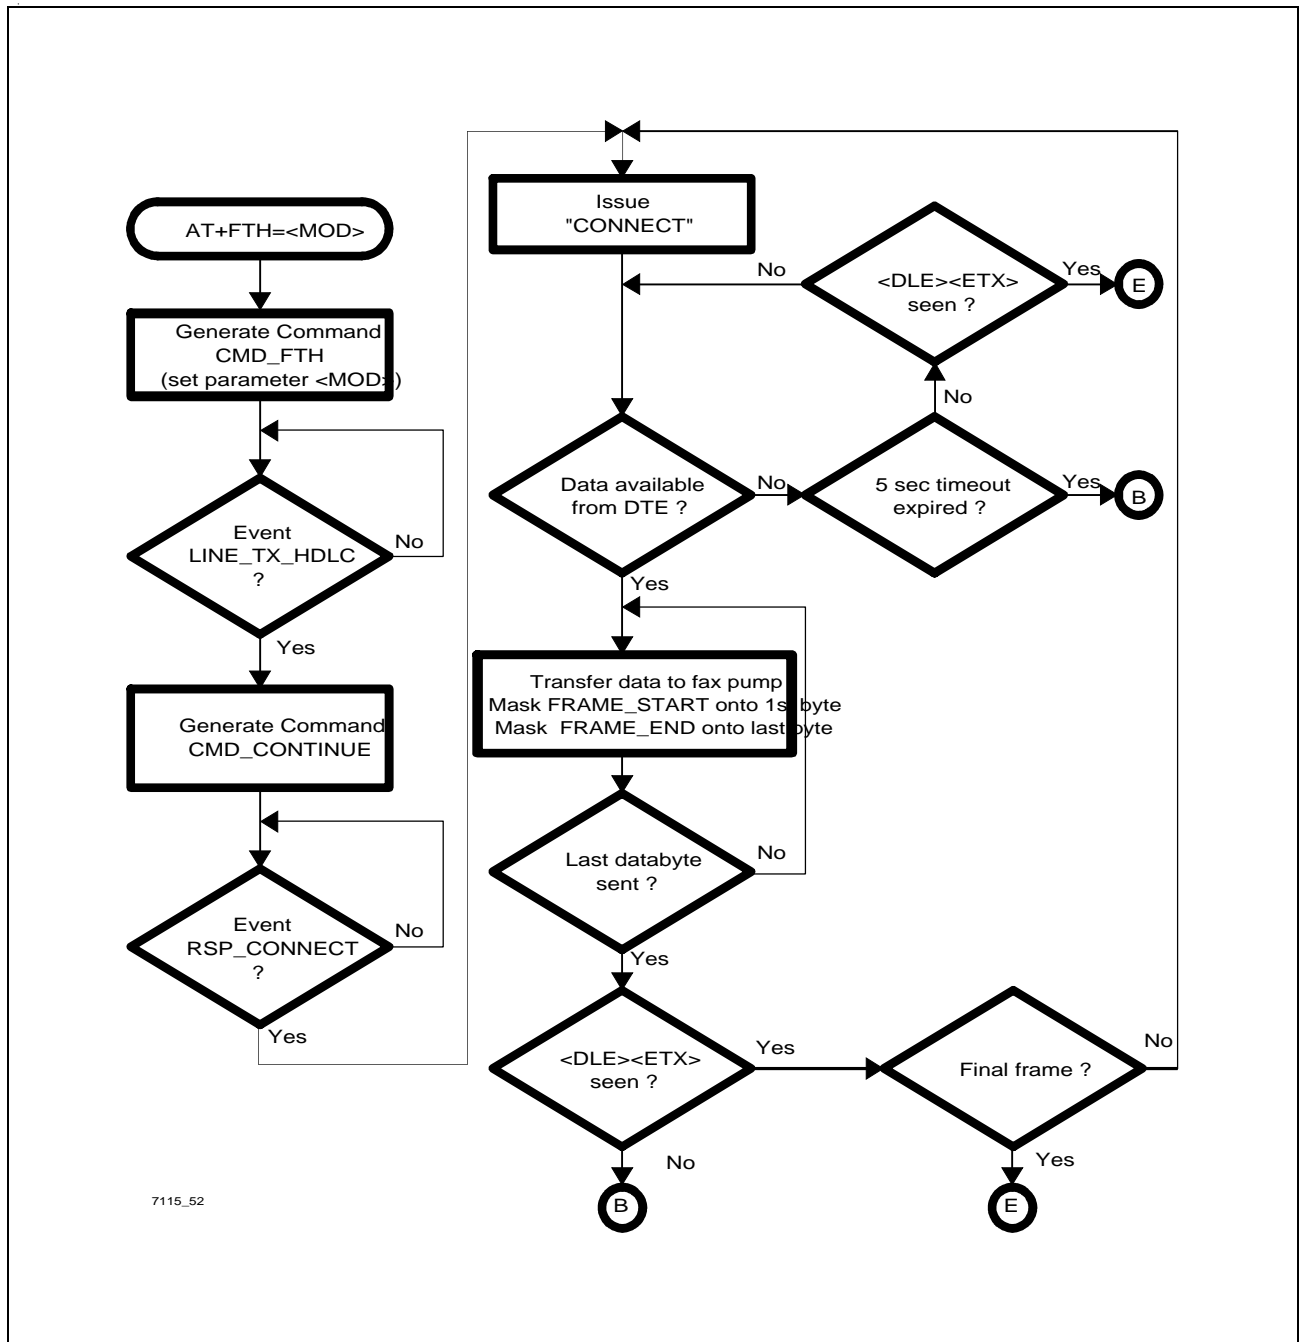 AT+FTH=<MOD>
Generate Command
CMD_FTH
(set parameter <MOD>)
Event
LINE_TX_HDLC
?
No
Yes
Generate Command
CMD_CONTINUE
Event
RSP_CONNECT
?
No
Yes
Issue
"CONNECT"
No
<DLE><ETX>
seen ?
Yes
E
No
Data available
from DTE ?
No
5 sec timeout
expired ?
Yes
B
Yes
Transfer data to fax pump
Mask FRAME_START onto 1st byte
Mask FRAME_END onto last byte
Last databyte
sent ?
No
Yes
<DLE><ETX>
seen ?
Yes
Final frame ?
No
No
B
Yes
E
7115_52